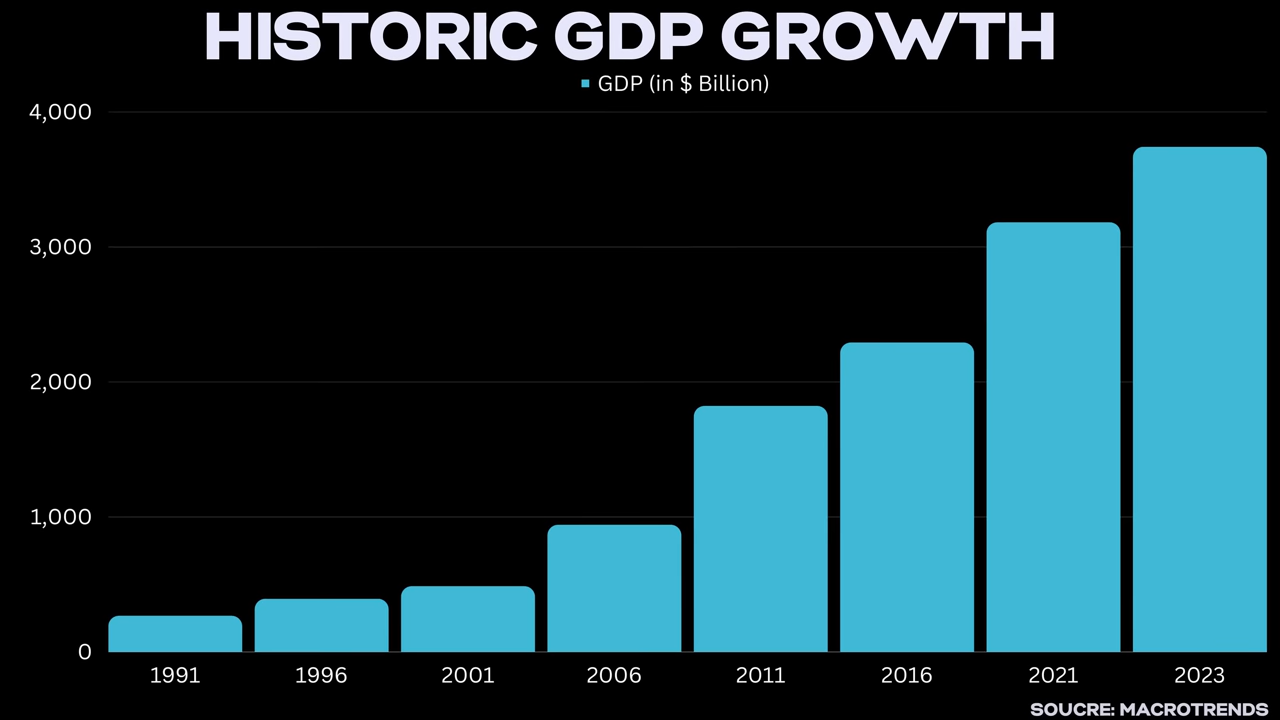 HISTORIC GDP GROWTH
GDP (in $ Billion)
4,000
3,000
2,000
1,000
0
1991 1996 2001 2006 2011 2016 2021 2023
SOUCRE: MACROTRENDS